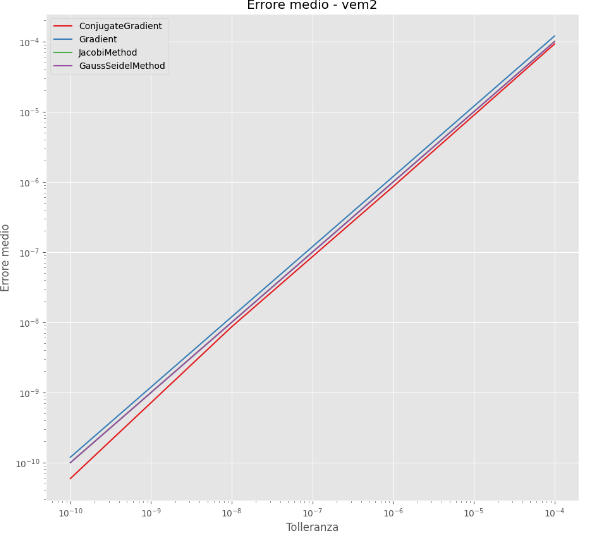 Errore medio - vem2
ConjugateGradient
Gradient
JacobiMethod
GaussSeidelMethod
10⁻⁴
10⁻⁵
10⁻⁶
10⁻⁷
10⁻⁸
10⁻⁹
10⁻¹⁰
Errore medio
10⁻¹⁰ 10⁻⁹ 10⁻⁸ 10⁻⁷ 10⁻⁶ 10⁻⁵ 10⁻⁴
Tolleranza